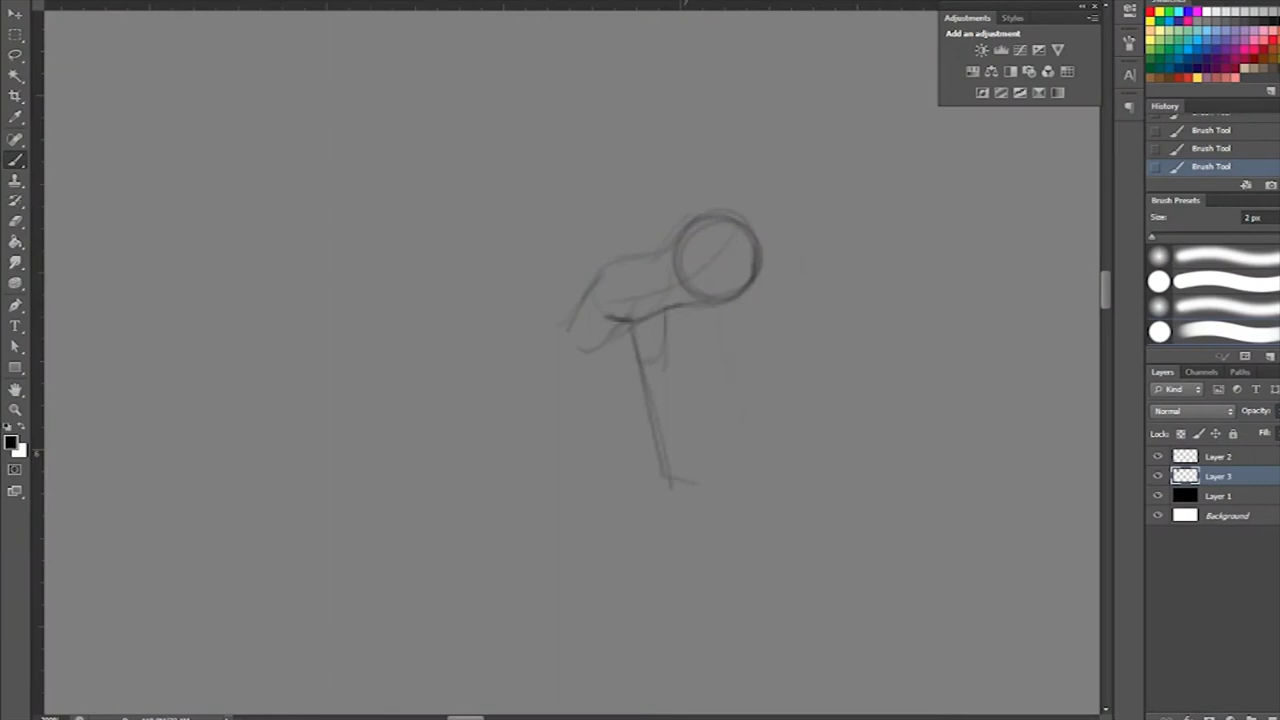 Adjustments Styles
Add an adjustment
History
Brush Tool
Brush Tool
Brush Tool
Brush Presets
Size: 2 px
Layers Channels Paths
Kind
Normal Opacity:
Lock: Fill:
Layer 2
Layer 3
Layer 1
Background